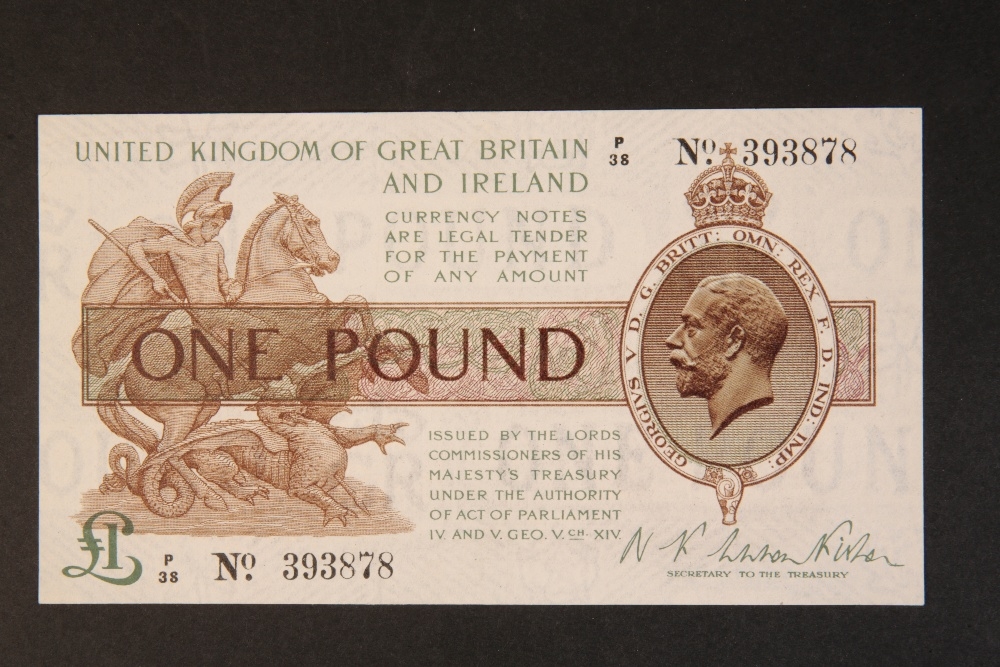 UNITED KINGDOM OF GREAT BRITAIN
AND IRELAND
P
38
No. 393878
CURRENCY NOTES
ARE LEGAL TENDER
FOR THE PAYMENT
OF ANY AMOUNT
GEORGIVS V D. G. BRITT: OMN: REX F. D. IND: IMP:
ONE POUND
ISSUED BY THE LORDS
COMMISSIONERS OF HIS
MAJESTY'S TREASURY
UNDER THE AUTHORITY
OF ACT OF PARLIAMENT
IV. AND V. GEO. V. CH. XIV.
£1
P
38
No. 393878
SECRETARY TO THE TREASURY